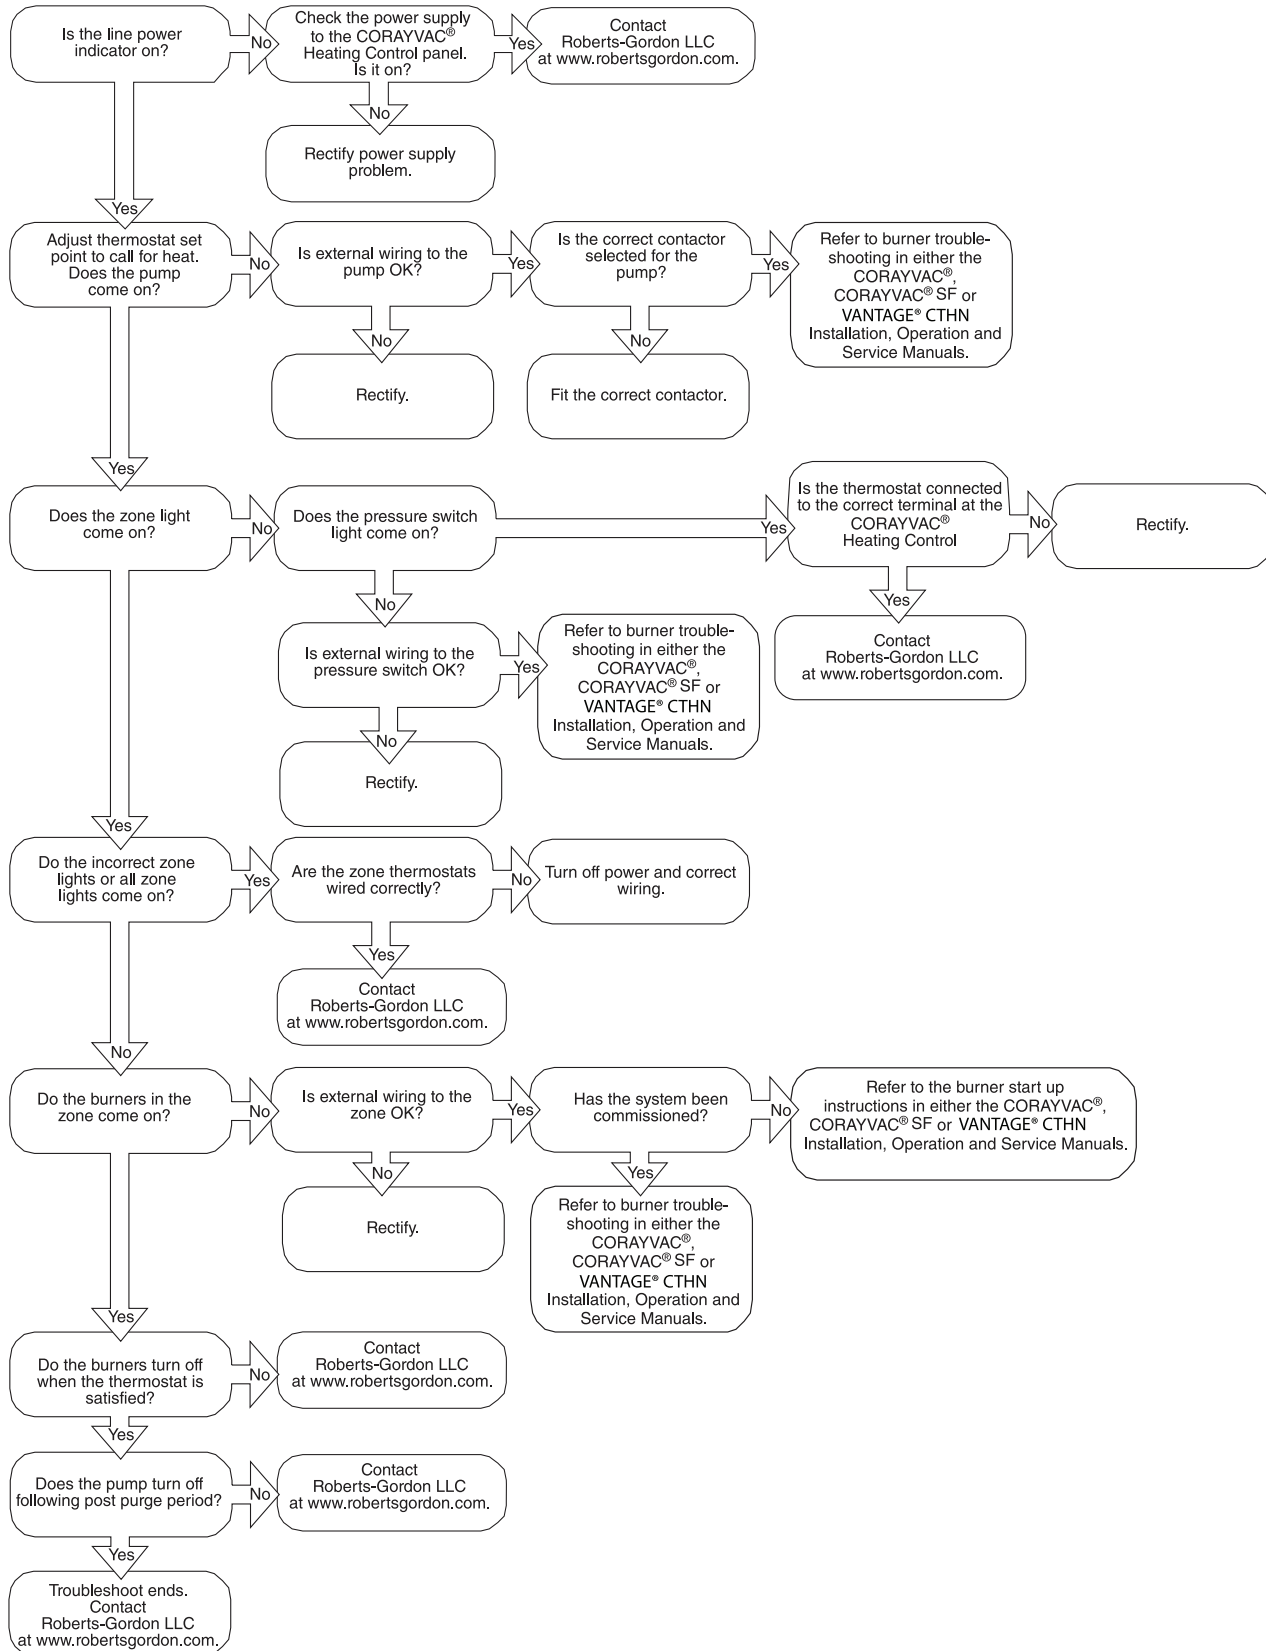 Is the line power
indicator on?
No
Check the power supply
to the CORAYVAC®
Heating Control panel.
Is it on?
Yes
Contact
Roberts-Gordon LLC
at www.robertsgordon.com.
No
Rectify power supply
problem.
Yes
Adjust thermostat set
point to call for heat.
Does the pump
come on?
No
Is external wiring to the
pump OK?
Yes
Is the correct contactor
selected for the
pump?
Yes
Refer to burner trouble-
shooting in either the
CORAYVAC®,
CORAYVAC® SF or
VANTAGE® CTHN
Installation, Operation and
Service Manuals.
No
Rectify.
No
Fit the correct contactor.
Yes
Does the zone light
come on?
No
Does the pressure switch
light come on?
Yes
Is the thermostat connected
to the correct terminal at the
CORAYVAC®
Heating Control
No
Rectify.
Yes
Contact
Roberts-Gordon LLC
at www.robertsgordon.com.
No
Is external wiring to the
pressure switch OK?
Yes
Refer to burner trouble-
shooting in either the
CORAYVAC®,
CORAYVAC® SF or
VANTAGE® CTHN
Installation, Operation and
Service Manuals.
No
Rectify.
Yes
Do the incorrect zone
lights or all zone
lights come on?
Yes
Are the zone thermostats
wired correctly?
No
Turn off power and correct
wiring.
Yes
Contact
Roberts-Gordon LLC
at www.robertsgordon.com.
No
Do the burners in the
zone come on?
No
Is external wiring to the
zone OK?
Yes
Has the system been
commissioned?
No
Refer to the burner start up
instructions in either the CORAYVAC®,
CORAYVAC® SF or VANTAGE® CTHN
Installation, Operation and Service Manuals.
No
Rectify.
Yes
Refer to burner trouble-
shooting in either the
CORAYVAC®,
CORAYVAC® SF or
VANTAGE® CTHN
Installation, Operation and
Service Manuals.
Yes
Do the burners turn off
when the thermostat is
satisfied?
No
Contact
Roberts-Gordon LLC
at www.robertsgordon.com.
Yes
Does the pump turn off
following post purge period?
No
Contact
Roberts-Gordon LLC
at www.robertsgordon.com.
Yes
Troubleshoot ends.
Contact
Roberts-Gordon LLC
at www.robertsgordon.com.